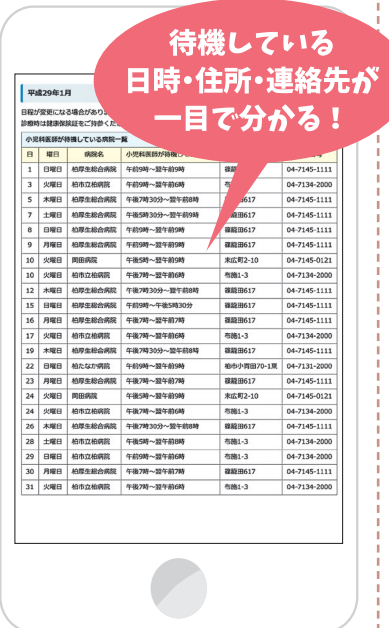 待機している
日時・住所・連絡先が
一目で分かる！
平成29年1月
日程が変更になる場合があり
診療時は健康保険証をご持参くだ
小児科医師が待機している病院一覧
日 曜日 病院名 小児科医師が待機し
1 日曜日 柏厚生総合病院 午前9時〜翌午前9時 篠籠 04-7145-1111
3 火曜日 柏市立柏病院 午前9時〜翌午前6時 布 04-7134-2000
5 木曜日 柏厚生総合病院 午後7時30分〜翌午前8時 617 04-7145-1111
7 土曜日 柏厚生総合病院 午後5時30分〜翌午前9時 篠籠田617 04-7145-1111
8 日曜日 柏厚生総合病院 午前9時〜翌午前9時 篠籠田617 04-7145-1111
9 月曜日 柏厚生総合病院 午前9時〜翌午前9時 篠籠田617 04-7145-1111
10 火曜日 岡田病院 午後5時〜翌午前9時 末広町2-10 04-7145-0121
10 火曜日 柏市立柏病院 午後7時〜翌午前6時 布施1-3 04-7134-2000
12 木曜日 柏厚生総合病院 午後7時30分〜翌午前8時 篠籠田617 04-7145-1111
15 日曜日 柏厚生総合病院 午前9時〜午後5時30分 篠籠田617 04-7145-1111
16 月曜日 柏厚生総合病院 午後7時〜翌午前7時 篠籠田617 04-7145-1111
17 火曜日 柏市立柏病院 午後7時〜翌午前6時 布施1-3 04-7134-2000
19 木曜日 柏厚生総合病院 午後7時30分〜翌午前8時 篠籠田617 04-7145-1111
22 日曜日 柏たなか病院 午前9時〜翌午前9時 柏市小青田70-1東 04-7131-2000
23 月曜日 柏厚生総合病院 午後7時〜翌午前7時 篠籠田617 04-7145-1111
24 火曜日 岡田病院 午後5時〜翌午前9時 末広町2-10 04-7145-0121
24 火曜日 柏市立柏病院 午後7時〜翌午前6時 布施1-3 04-7134-2000
26 木曜日 柏厚生総合病院 午後7時30分〜翌午前8時 篠籠田617 04-7145-1111
28 土曜日 柏市立柏病院 午後5時〜翌午前8時 布施1-3 04-7134-2000
29 日曜日 柏市立柏病院 午前9時〜翌午前6時 布施1-3 04-7134-2000
30 月曜日 柏厚生総合病院 午後7時〜翌午前7時 篠籠田617 04-7145-1111
31 火曜日 柏市立柏病院 午後7時〜翌午前6時 布施1-3 04-7134-2000